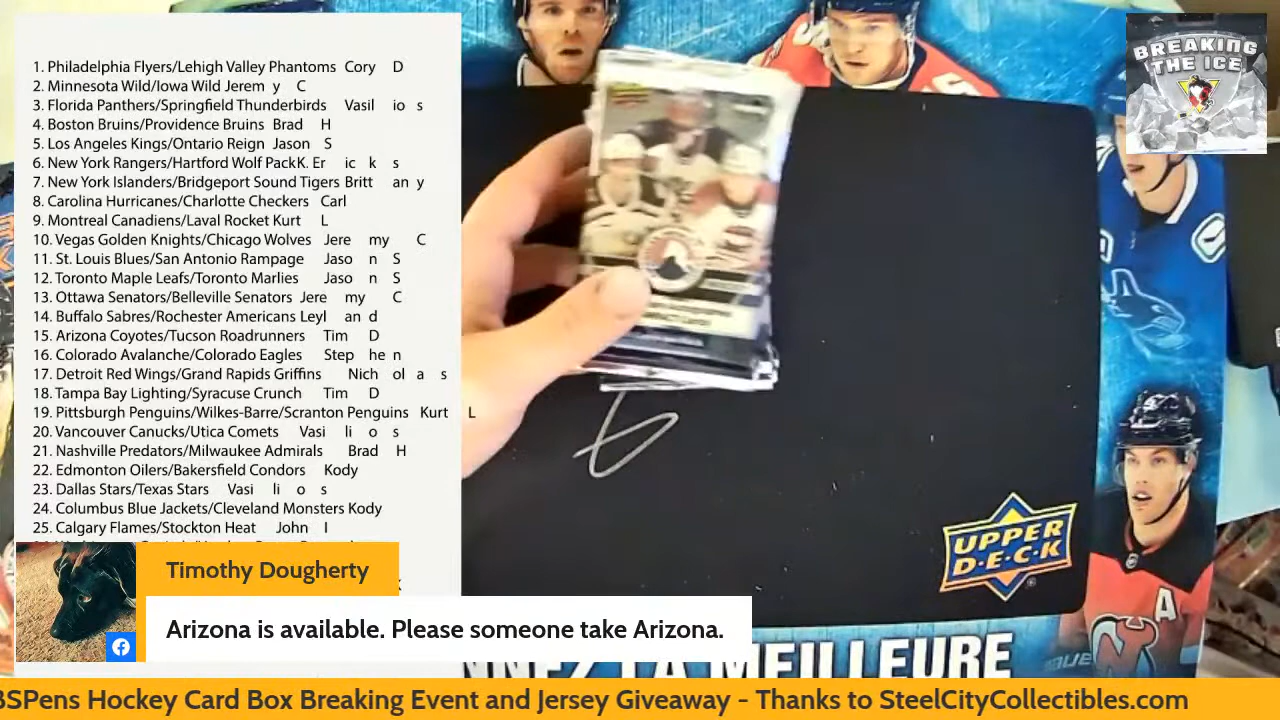 1. Philadelphia Flyers/Lehigh Valley Phantoms Cory D
2. Minnesota Wild/Iowa Wild Jerem y C
3. Florida Panthers/Springfield Thunderbirds Vasil io s
4. Boston Bruins/Providence Bruins Brad H
5. Los Angeles Kings/Ontario Reign Jason S
6. New York Rangers/Hartford Wolf PackK. Er ic k s
7. New York Islanders/Bridgeport Sound Tigers Britt an y
8. Carolina Hurricanes/Charlotte Checkers Carl
9. Montreal Canadiens/Laval Rocket Kurt L
10. Vegas Golden Knights/Chicago Wolves Jere my C
11. St. Louis Blues/San Antonio Rampage Jaso n S
12. Toronto Maple Leafs/Toronto Marlies Jaso n S
13. Ottawa Senators/Belleville Senators Jere my C
14. Buffalo Sabres/Rochester Americans Leyl an d
15. Arizona Coyotes/Tucson Roadrunners Tim D
16. Colorado Avalanche/Colorado Eagles Step he n
17. Detroit Red Wings/Grand Rapids Griffins Nich ol a s
18. Tampa Bay Lighting/Syracuse Crunch Tim D
19. Pittsburgh Penguins/Wilkes-Barre/Scranton Penguins Kurt L
20. Vancouver Canucks/Utica Comets Vasi li o s
21. Nashville Predators/Milwaukee Admirals Brad H
22. Edmonton Oilers/Bakersfield Condors Kody
23. Dallas Stars/Texas Stars Vasi li o s
24. Columbus Blue Jackets/Cleveland Monsters Kody
25. Calgary Flames/Stockton Heat John I
BREAKING
THE ICE
UPPER
D·E·C·K
LA MEILLEURE
Timothy Dougherty
Arizona is available. Please someone take Arizona.
BSPens Hockey Card Box Breaking Event and Jersey Giveaway - Thanks to SteelCityCollectibles.com